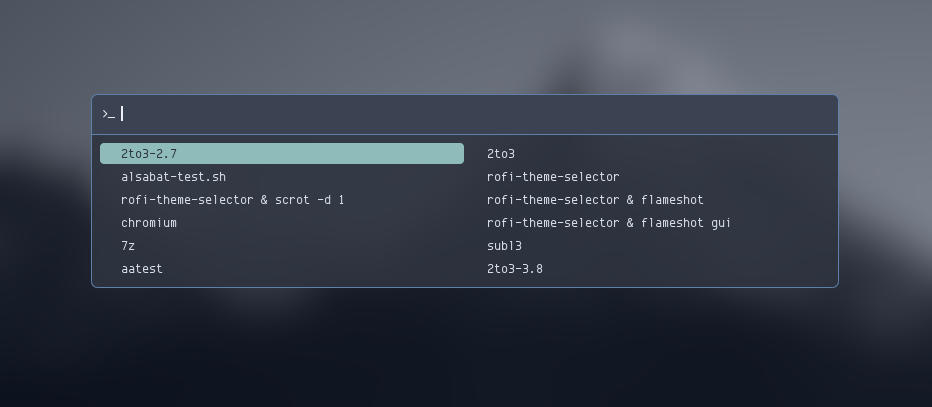 >_
2to3-2.7
2to3
alsabat-test.sh
rofi-theme-selector
rofi-theme-selector & scrot -d 1
rofi-theme-selector & flameshot
chromium
rofi-theme-selector & flameshot gui
7z
subl3
aatest
2to3-3.8